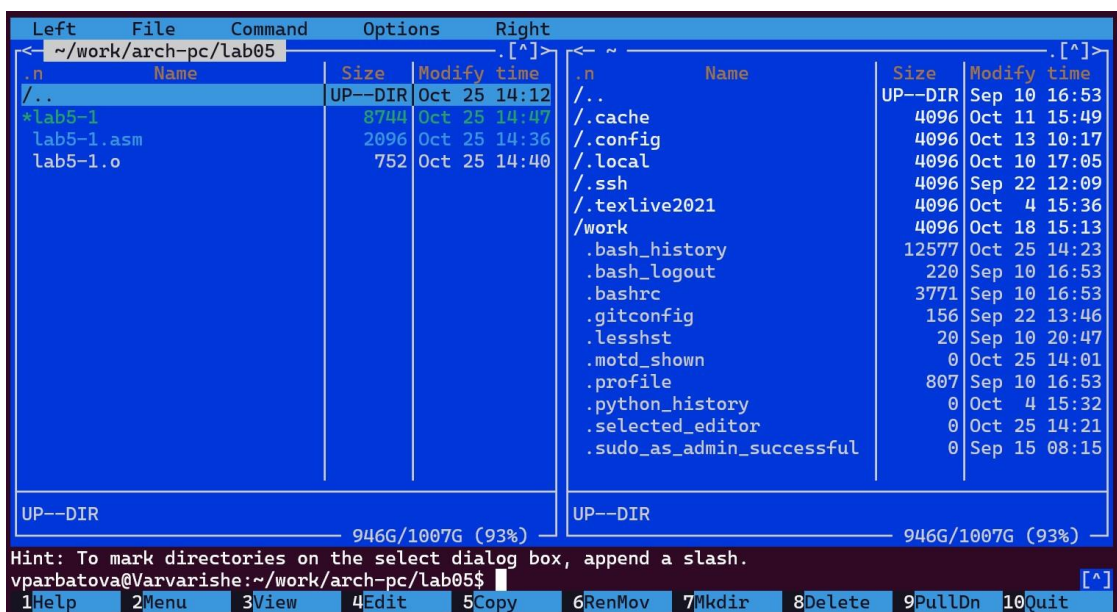 Left File Command Options Right
<— ~/work/arch-pc/lab05 .[^]> <— ~ .[^]>
.n Name Size Modify time .n Name Size Modify time
/.. UP--DIR Oct 25 14:12 /.. UP--DIR Sep 10 16:53
*lab5-1 8744 Oct 25 14:47 /.cache 4096 Oct 11 15:49
lab5-1.asm 2096 Oct 25 14:36 /.config 4096 Oct 13 10:17
lab5-1.o 752 Oct 25 14:40 /.local 4096 Oct 10 17:05
/.ssh 4096 Sep 22 12:09
/.texlive2021 4096 Oct 4 15:36
/work 4096 Oct 18 15:13
.bash_history 12577 Oct 25 14:23
.bash_logout 220 Sep 10 16:53
.bashrc 3771 Sep 10 16:53
.gitconfig 156 Sep 22 13:46
.lesshst 20 Sep 10 20:47
.motd_shown 0 Oct 25 14:01
.profile 807 Sep 10 16:53
.python_history 0 Oct 4 15:32
.selected_editor 0 Oct 25 14:21
.sudo_as_admin_successful 0 Sep 15 08:15
UP--DIR UP--DIR
946G/1007G (93%) 946G/1007G (93%)
Hint: To mark directories on the select dialog box, append a slash.
vparbatova@Varvarishe:~/work/arch-pc/lab05$ [^]
1Help 2Menu 3View 4Edit 5Copy 6RenMov 7Mkdir 8Delete 9PullDn 10Quit